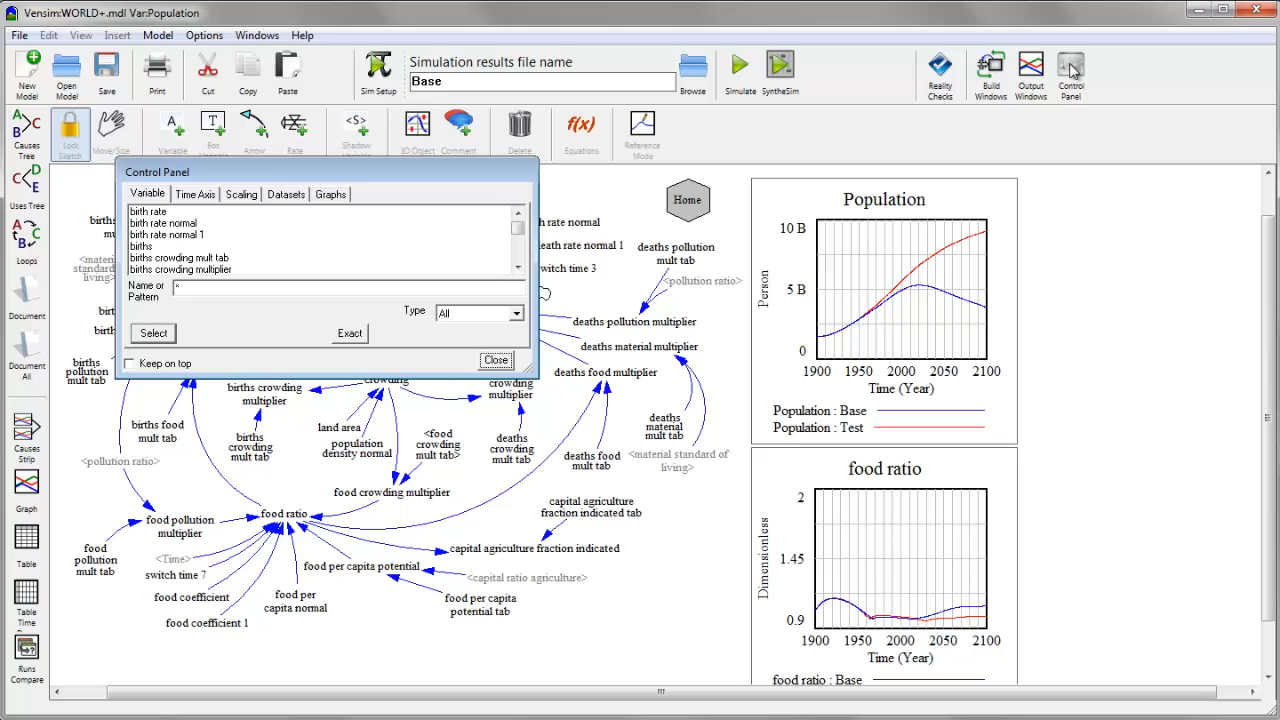 Vensim:WORLD+.mdl Var:Population
File Edit View Insert Model Options Windows Help
New Model
Open Model
Save
Print
Cut
Copy
Paste
Sim Setup
Simulation results file name
Base
Browse
Simulate
SyntheSim
Reality Checks
Build Windows
Output Windows
Control Panel
Causes Tree
Lock Sketch
Move/Size
Variable
Box
Arrow
Rate
Shadow
I/O Object
Comment
Delete
Equations
Reference Mode
Uses Tree
Loops
Document
Document All
Causes Strip
Graph
Table
Table Time
Runs Compare
Control Panel
Variable Time Axis Scaling Datasets Graphs
birth rate
birth rate normal
birth rate normal 1
births
births crowding mult tab
births crowding multiplier
Name or Pattern
*
Type All
Select
Exact
Keep on top
Close
Home
rate normal
death rate normal 1
switch time 3
deaths pollution
mult tab
<pollution ratio>
deaths pollution multiplier
deaths material multiplier
deaths food multiplier
<material
standard of
living>
births
pollution
mult tab
births crowding
multiplier
crowding
crowding
multiplier
births food
mult tab
births
crowding
mult tab
land area
population
density normal
<food
crowding
mult tab>
deaths
crowding
mult tab
deaths food
mult tab
deaths
material
mult tab
<material standard of
living>
<pollution ratio>
food crowding multiplier
food ratio
capital agriculture
fraction indicated tab
food pollution
multiplier
food
pollution
mult tab
<Time>
switch time 7
food coefficient
food coefficient 1
food per
capita normal
food per capita potential
capital agriculture fraction indicated
<capital ratio agriculture>
food per capita
potential tab
Population
10 B
5 B
0
Person
1900 1950 2000 2050 2100
Time (Year)
Population : Base
Population : Test
food ratio
2
1.45
0.9
Dimensionless
1900 1950 2000 2050 2100
Time (Year)
food ratio : Base